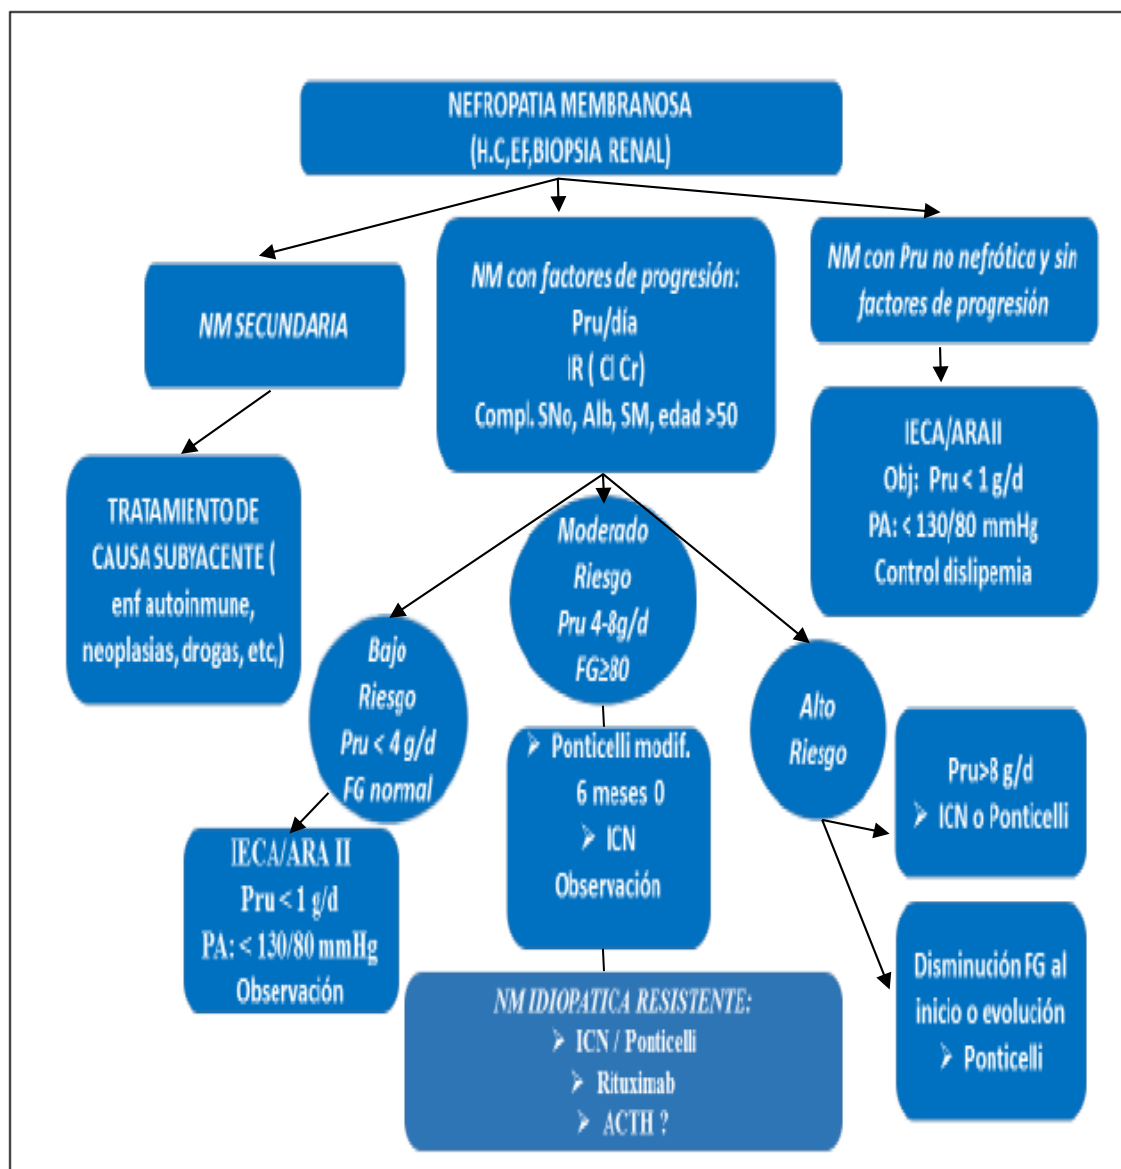 NEFROPATIA MEMBRANOSA
(H.C,EF,BIOPSIA RENAL)
NM SECUNDARIA
NM con factores de progresión:
Pru/día
IR ( Cl Cr)
Compl. SNo, Alb, SM, edad >50
NM con Pru no nefrótica y sin
factores de progresión
TRATAMIENTO DE
CAUSA SUBYACENTE (
enf autoinmune,
neoplasias, drogas, etc,)
IECA/ARAII
Obj: Pru < 1 g/d
PA: < 130/80 mmHg
Control dislipemia
Bajo
Riesgo
Pru < 4 g/d
FG normal
Moderado
Riesgo
Pru 4-8g/d
FG≥80
Alto
Riesgo
IECA/ARA II
Pru < 1 g/d
PA: < 130/80 mmHg
Observación
➢ Ponticelli modif.
6 meses 0
➢ ICN
Observación
Pru>8 g/d
➢ ICN o Ponticelli
Disminución FG al
inicio o evolución
➢ Ponticelli
NM IDIOPATICA RESISTENTE:
➢ ICN / Ponticelli
➢ Rituximab
➢ ACTH ?